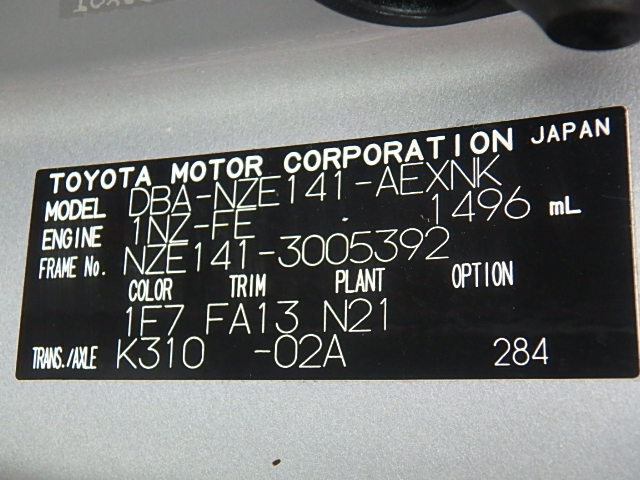 TOYOTA MOTOR CORPORATION JAPAN
MODEL DBA-NZE141-AEXNK
ENGINE 1NZ-FE 1496 mL
FRAME No. NZE141-3005392
COLOR TRIM PLANT OPTION
1F7 FA13 N21
TRANS./AXLE K310 -02A 284